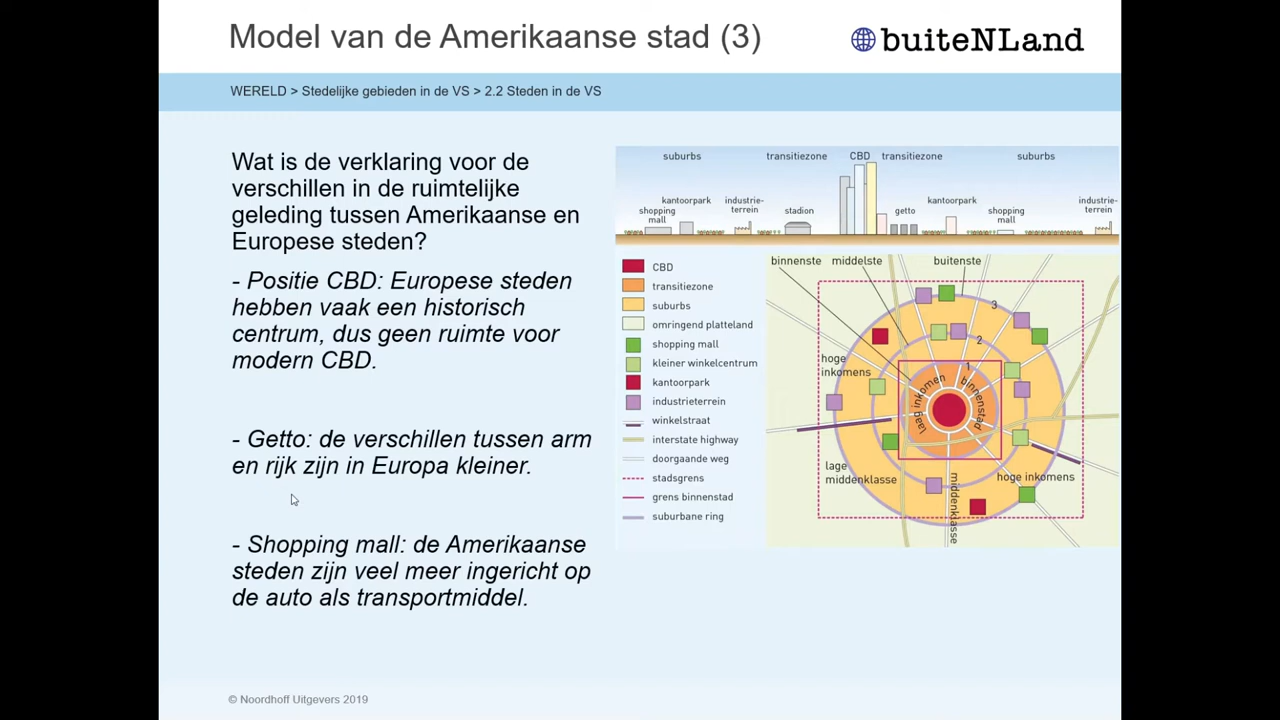 Model van de Amerikaanse stad (3)
buiteNLand
WERELD > Stedelijke gebieden in de VS > 2.2 Steden in de VS
Wat is de verklaring voor de
verschillen in de ruimtelijke
geleding tussen Amerikaanse en
Europese steden?
- Positie CBD: Europese steden
hebben vaak een historisch
centrum, dus geen ruimte voor
modern CBD.
- Getto: de verschillen tussen arm
en rijk zijn in Europa kleiner.
- Shopping mall: de Amerikaanse
steden zijn veel meer ingericht op
de auto als transportmiddel.
suburbs
transitiezone
CBD
transitiezone
suburbs
shopping
mall
kantoorpark
industrie-
terrein
stadion
getto
kantoorpark
shopping
mall
industrie-
terrein
CBD
transitiezone
suburbs
omringend platteland
shopping mall
kleiner winkelcentrum
kantoorpark
industrieterrein
winkelstraat
interstate highway
doorgaande weg
stadsgrens
grens binnenstad
suburbane ring
binnenste
middelste
buitenste
3
2
1
hoge
inkomens
laag inkomen
binnenstad
lage
middenklasse
middenklasse
hoge inkomens
© Noordhoff Uitgevers 2019